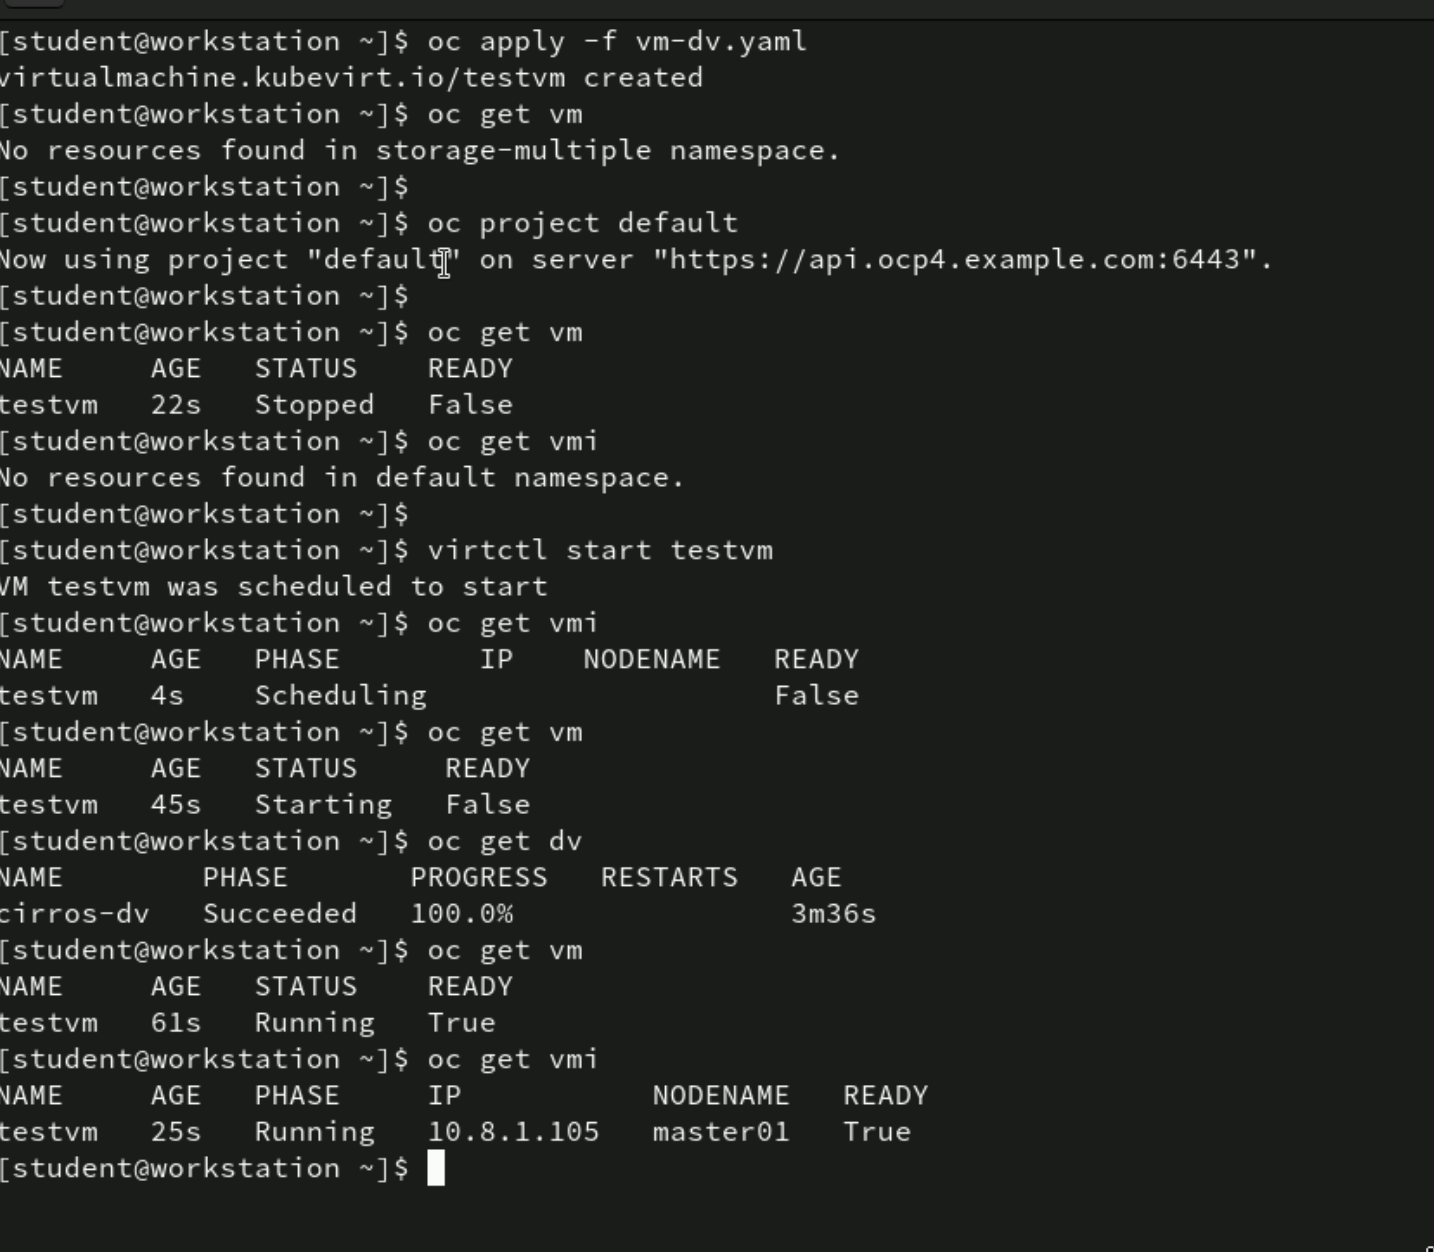 [student@workstation ~]$ oc apply -f vm-dv.yaml
virtualmachine.kubevirt.io/testvm created
[student@workstation ~]$ oc get vm
No resources found in storage-multiple namespace.
[student@workstation ~]$
[student@workstation ~]$ oc project default
Now using project "default" on server "https://api.ocp4.example.com:6443".
[student@workstation ~]$
[student@workstation ~]$ oc get vm
NAME     AGE   STATUS    READY
testvm   22s   Stopped   False
[student@workstation ~]$ oc get vmi
No resources found in default namespace.
[student@workstation ~]$
[student@workstation ~]$ virtctl start testvm
VM testvm was scheduled to start
[student@workstation ~]$ oc get vmi
NAME     AGE   PHASE        IP    NODENAME   READY
testvm   4s    Scheduling                    False
[student@workstation ~]$ oc get vm
NAME     AGE   STATUS     READY
testvm   45s   Starting   False
[student@workstation ~]$ oc get dv
NAME        PHASE       PROGRESS   RESTARTS   AGE
cirros-dv   Succeeded   100.0%                3m36s
[student@workstation ~]$ oc get vm
NAME     AGE   STATUS    READY
testvm   61s   Running   True
[student@workstation ~]$ oc get vmi
NAME     AGE   PHASE     IP           NODENAME   READY
testvm   25s   Running   10.8.1.105   master01   True
[student@workstation ~]$